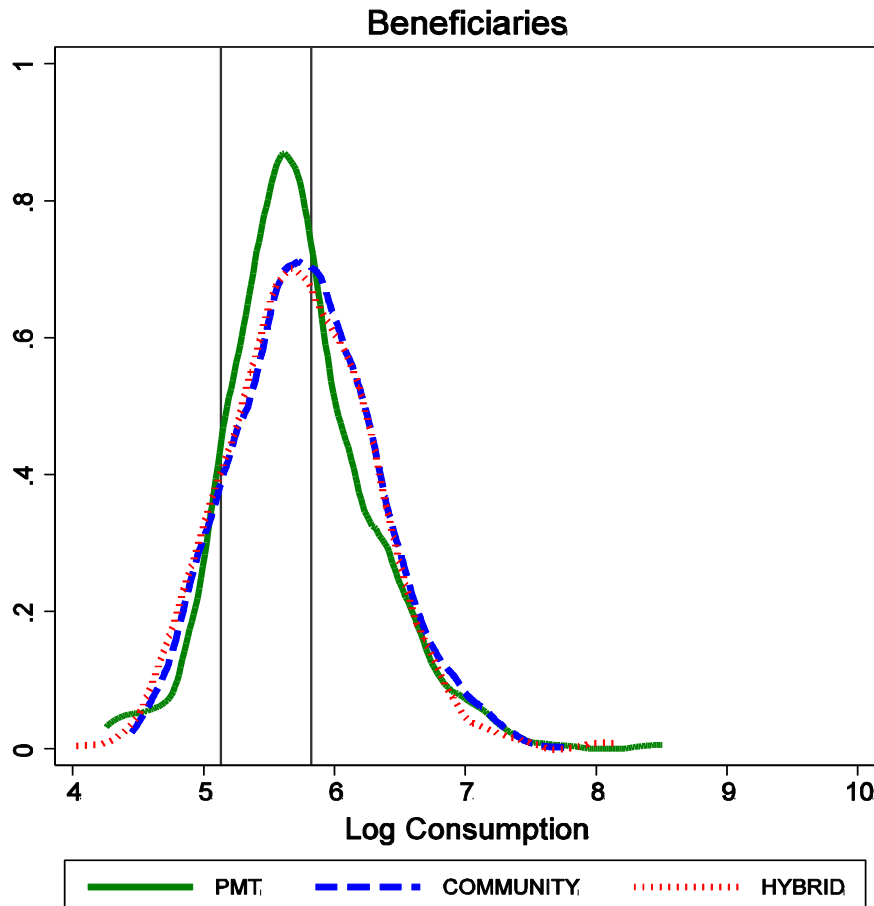 Beneficiaries
1
.8
.6
.4
.2
0
4 5 6 7 8 9 10
Log Consumption
PMT COMMUNITY HYBRID